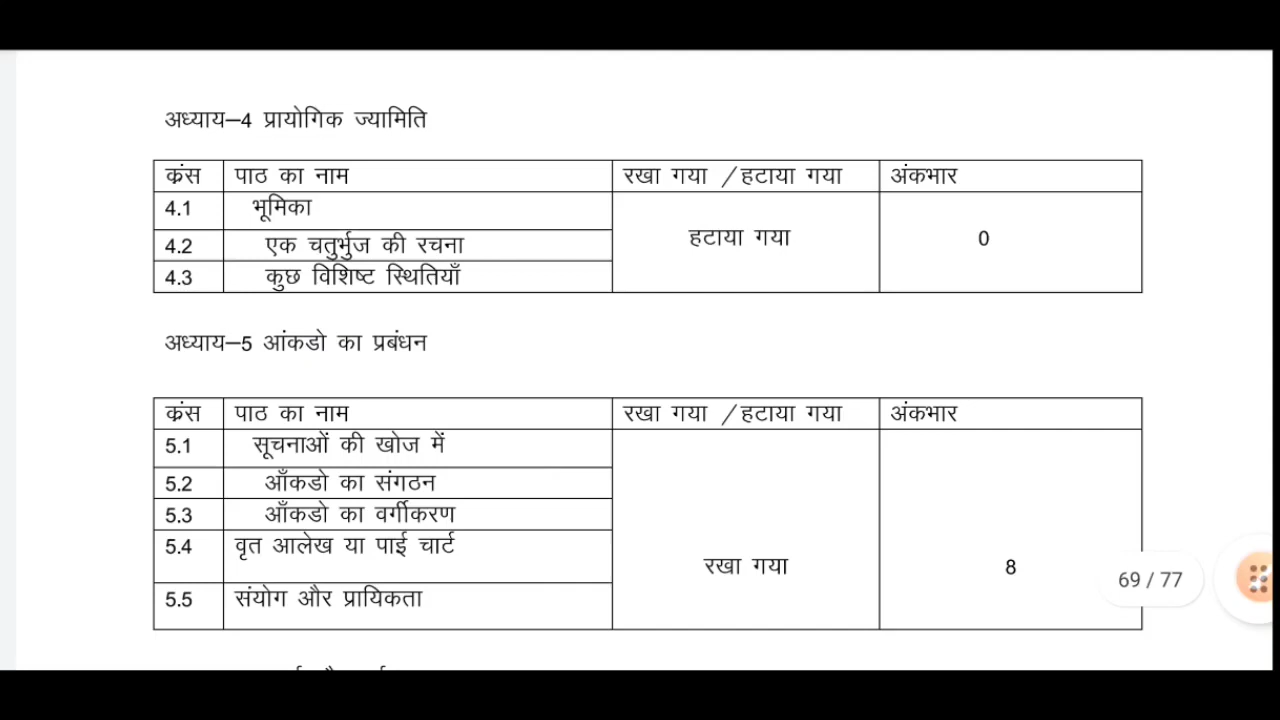 अध्याय–4 प्रायोगिक ज्यामिति
क्रंस पाठ का नाम रखा गया /हटाया गया अंकभार
4.1 भूमिका
हटाया गया 0
4.2 एक चतुर्भुज की रचना
4.3 कुछ विशिष्ट स्थितियाँ
अध्याय–5 आंकडो का प्रबंधन
क्रंस पाठ का नाम रखा गया /हटाया गया अंकभार
5.1 सूचनाओं की खोज में
5.2 आँकडो का संगठन
5.3 आँकडो का वर्गीकरण
5.4 वृत आलेख या पाई चार्ट
रखा गया 8
69 / 77
5.5 संयोग और प्रायिकता